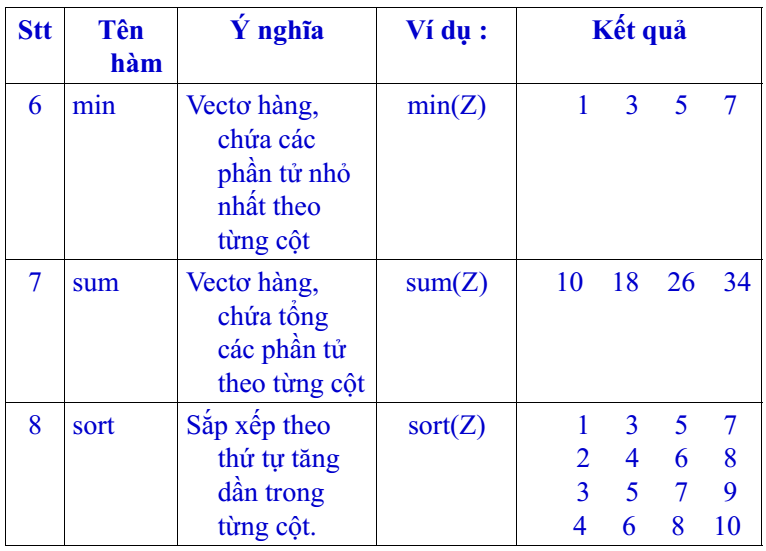 Stt Tên hàm Ý nghĩa Ví dụ : Kết quả
6 min Vectơ hàng, min(Z) 1 3 5 7
chứa các
phần tử nhỏ
nhất theo
từng cột
7 sum Vectơ hàng, sum(Z) 10 18 26 34
chứa tổng
các phần tử
theo từng cột
8 sort Sắp xếp theo sort(Z) 1 3 5 7
thứ tự tăng 2 4 6 8
dần trong 3 5 7 9
từng cột. 4 6 8 10